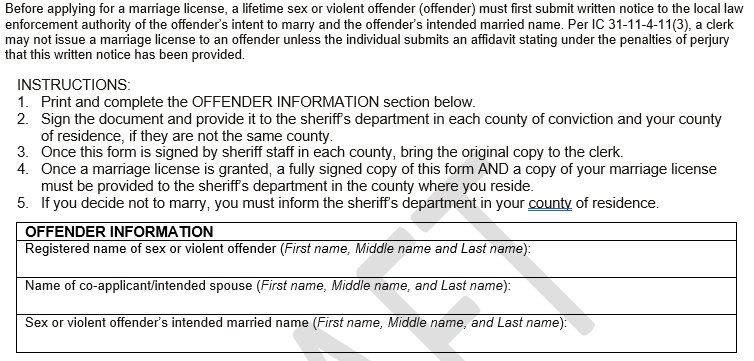 Before applying for a marriage license, a lifetime sex or violent offender (offender) must first submit written notice to the local law
enforcement authority of the offender's intent to marry and the offender's intended married name. Per IC 31-11-4-11(3), a clerk
may not issue a marriage license to an offender unless the individual submits an affidavit stating under the penalties of perjury
that this written notice has been provided.
INSTRUCTIONS:
1. Print and complete the OFFENDER INFORMATION section below.
2. Sign the document and provide it to the sheriff's department in each county of conviction and your county
of residence, if they are not the same county.
3. Once this form is signed by sheriff staff in each county, bring the original copy to the clerk.
4. Once a marriage license is granted, a fully signed copy of this form AND a copy of your marriage license
must be provided to the sheriff's department in the county where you reside.
5. If you decide not to marry, you must inform the sheriff's department in your county of residence.
OFFENDER INFORMATION
Registered name of sex or violent offender (First name, Middle name and Last name):
Name of co-applicant/intended spouse (First name, Middle name, and Last name):
Sex or violent offender's intended married name (First name, Middle name, and Last name):